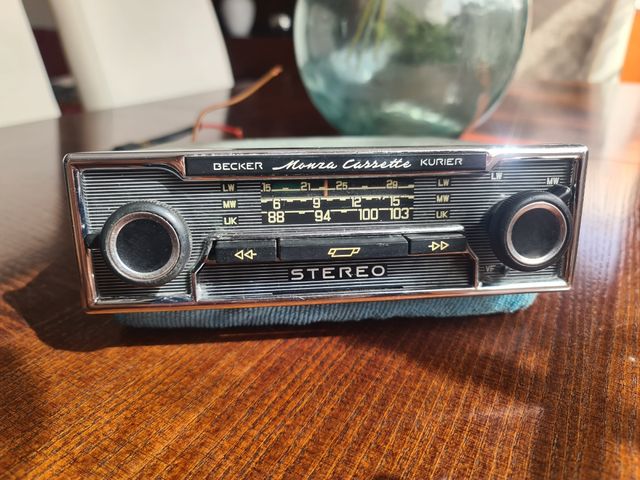 BECKER Monza Cassette KURIER
LW 15 21 25 29 LW
MW 6 9 12 15 MW
UK 88 94 100 103 UK
LW MW
STEREO